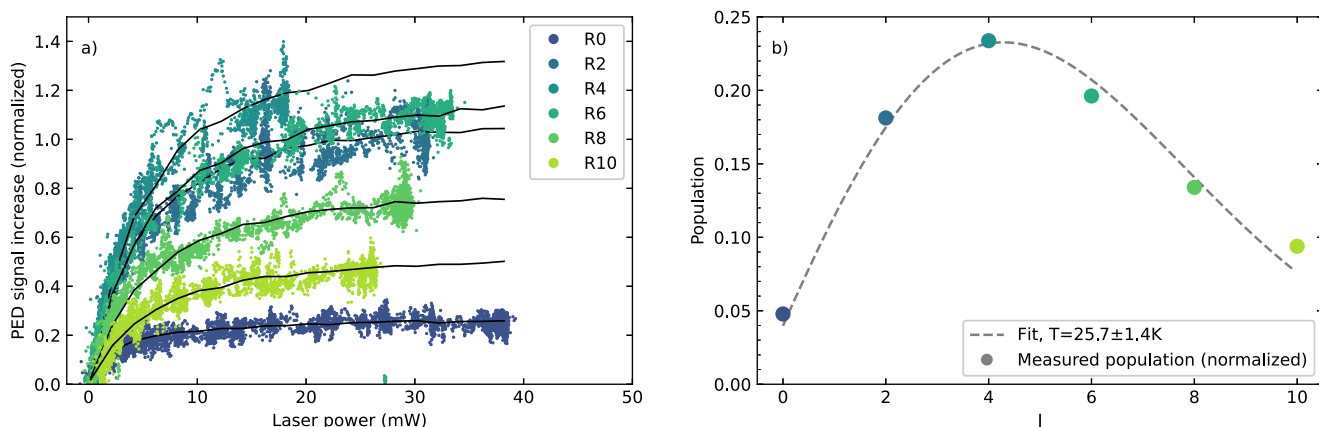 a)
R0
R2
R4
R6
R8
R10
PED signal increase (normalized)
1.4
1.2
1.0
0.8
0.6
0.4
0.2
0.0
0 10 20 30 40 50
Laser power (mW)
b)
Population
0.25
0.20
0.15
0.10
0.05
0.00
Fit, T=25.7±1.4K
Measured population (normalized)
0 2 4 6 8 10
J